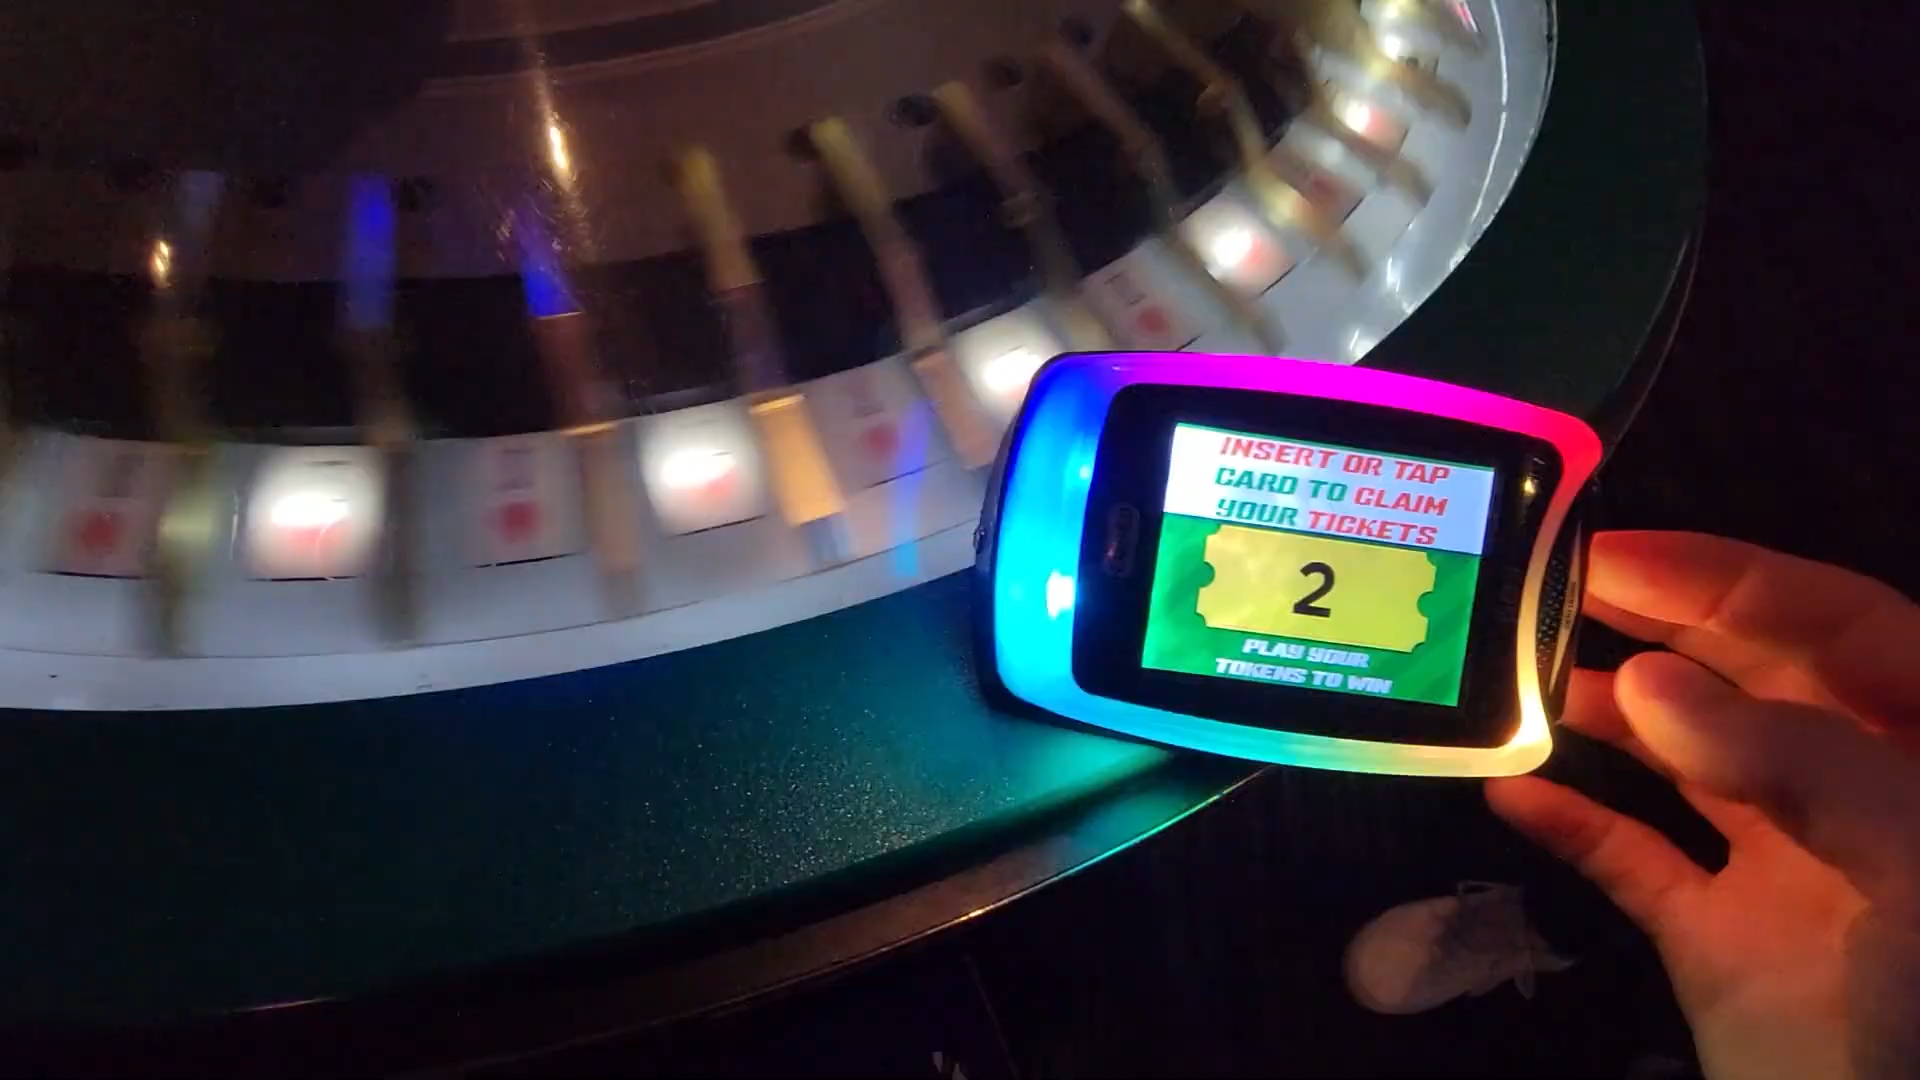 INSERT OR TAP
CARD TO CLAIM
YOUR TICKETS
2
PLAY YOUR
TOKENS TO WIN